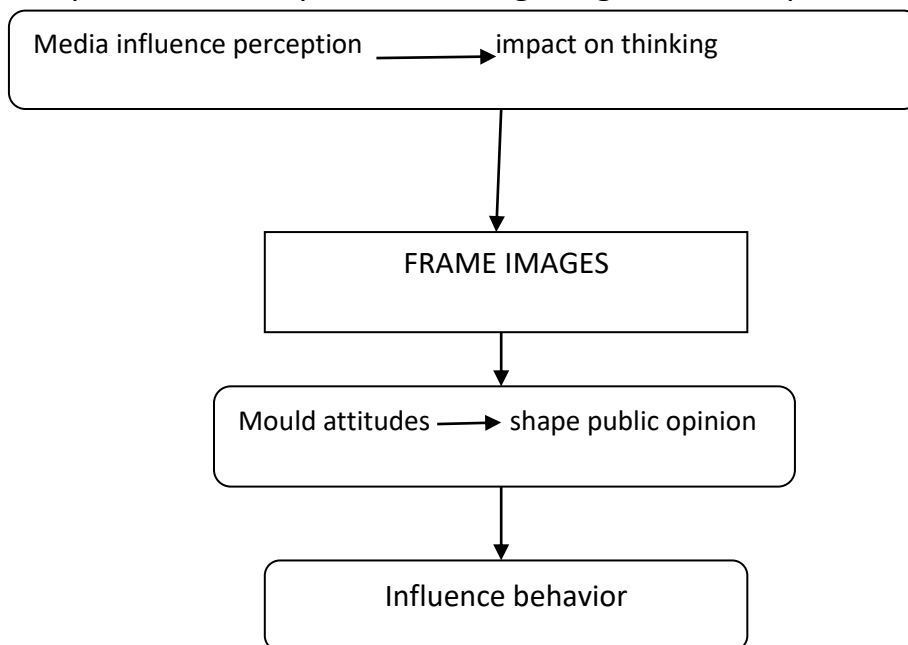 Media influence perception impact on thinking
FRAME IMAGES
Mould attitudes shape public opinion
Influence behavior